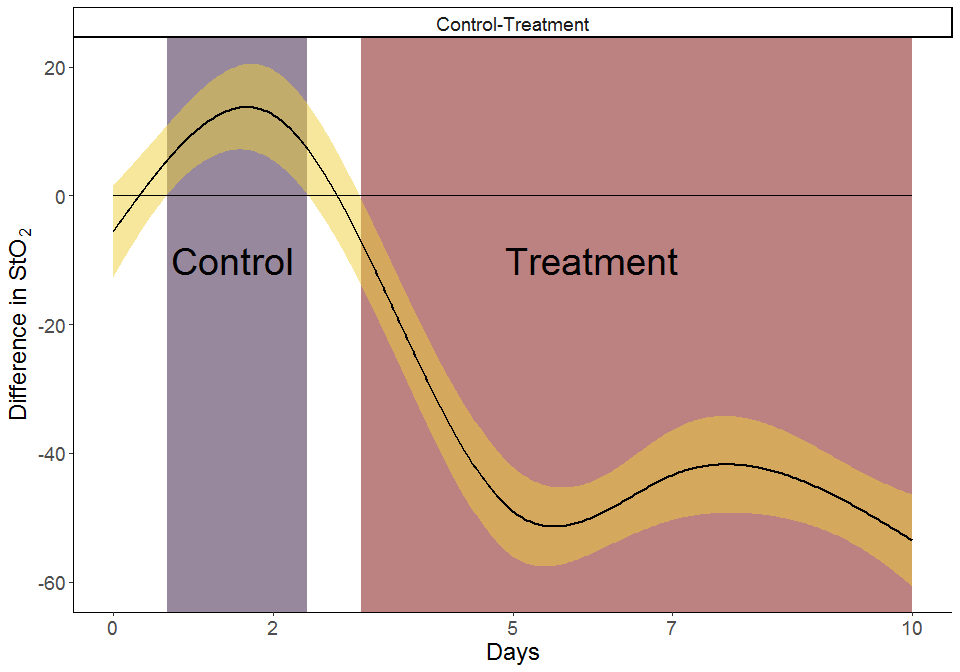 Control-Treatment
Difference in StO₂
20
0
-20
-40
-60
Control
Treatment
0 2 5 7 10
Days